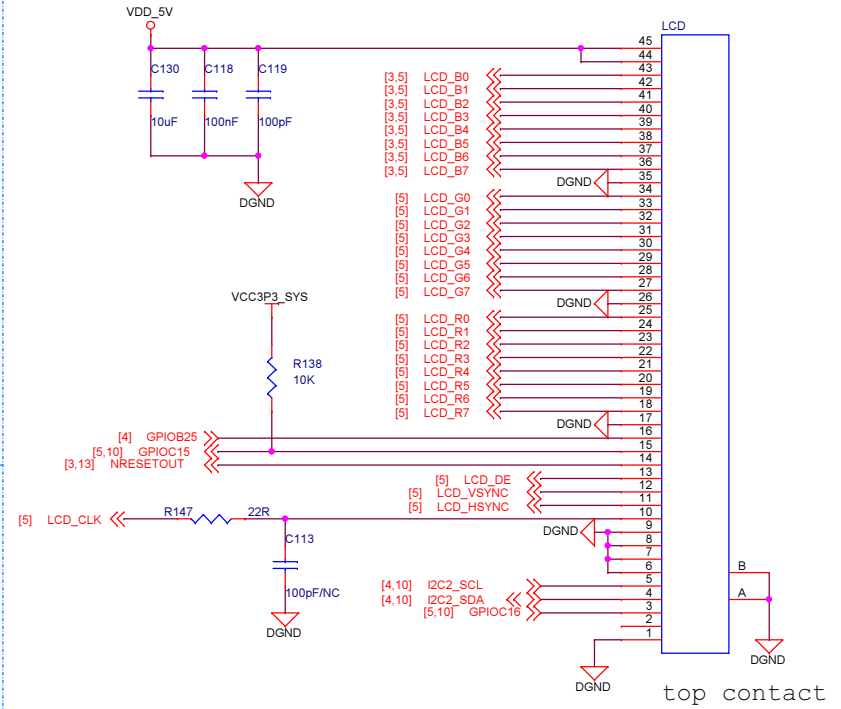 VDD_5V
LCD
45
44
C130 C118 C119
43
[3,5] LCD_B0
42
[3,5] LCD_B1
41
[3,5] LCD_B2
40
10uF 100nF 100pF
[3,5] LCD_B3
39
[3,5] LCD_B4
38
[3,5] LCD_B5
37
[3,5] LCD_B6
36
[3,5] LCD_B7
35
DGND
34
DGND
[5] LCD_G0
33
[5] LCD_G1
32
[5] LCD_G2
31
[5] LCD_G3
30
[5] LCD_G4
29
[5] LCD_G5
28
[5] LCD_G6
27
[5] LCD_G7
26
VCC3P3_SYS
DGND
25
[5] LCD_R0
24
[5] LCD_R1
23
[5] LCD_R2
22
[5] LCD_R3
21
R138
[5] LCD_R4
20
10K
[5] LCD_R5
19
[5] LCD_R6
18
[5] LCD_R7
17
DGND
16
[4] GPIOB25
15
[5,10] GPIOC15
14
[3,13] NRESETOUT
13
[5] LCD_DE
12
[5] LCD_VSYNC
11
[5] LCD_HSYNC
10
[5] LCD_CLK R147 22R
9
DGND
8
C113
7
6
B
5
[4,10] I2C2_SCL
100pF/NC
4
A
[4,10] I2C2_SDA
3
[5,10] GPIOC16
2
1
DGND
DGND
DGND
top contact